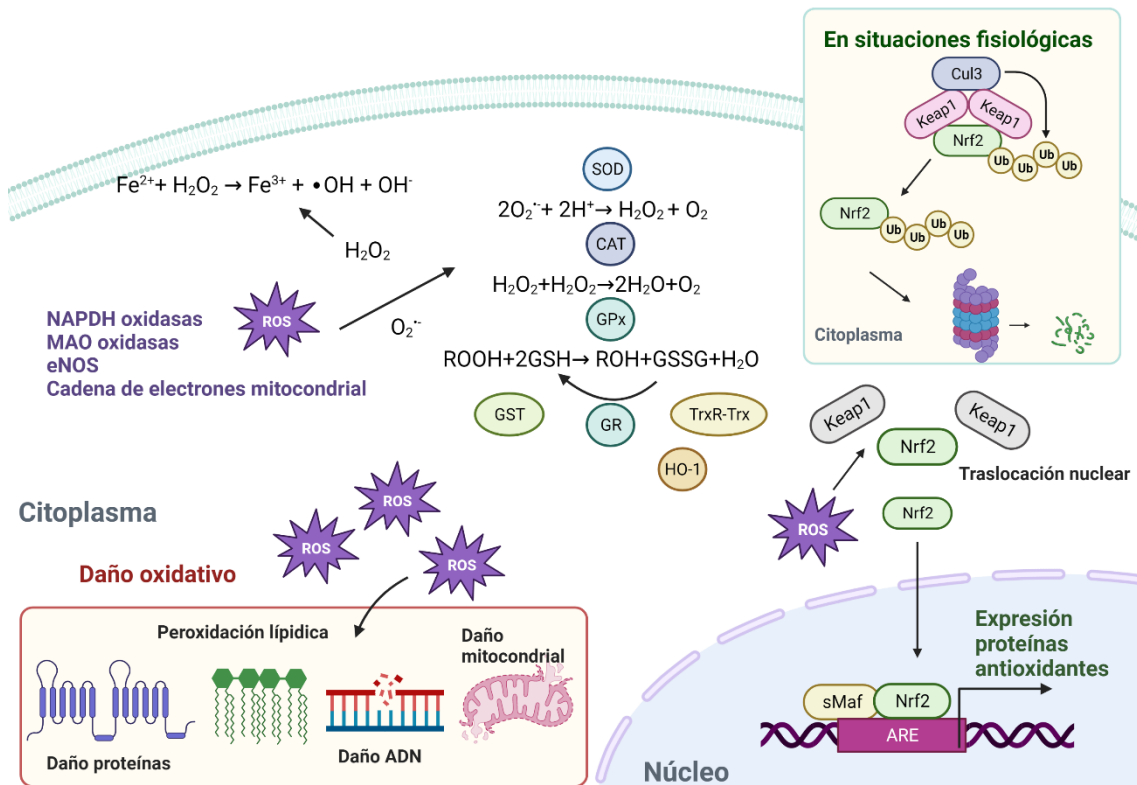 En situaciones fisiológicas
Cul3
Keap1
Keap1
Nrf2
Ub
Ub
Ub
Ub
Nrf2
Ub
Ub
Ub
Ub
Citoplasma
Fe²⁺+ H₂O₂ → Fe³⁺ + •OH + OH⁻
H₂O₂
ROS
O₂•⁻
NAPDH oxidasas
MAO oxidasas
eNOS
Cadena de electrones mitocondrial
SOD
2O₂•⁻+ 2H⁺→ H₂O₂ + O₂
CAT
H₂O₂+H₂O₂→2H₂O+O₂
GPx
ROOH+2GSH→ ROH+GSSG+H₂O
GST
GR
TrxR-Trx
HO-1
Keap1
Keap1
Nrf2
Traslocación nuclear
ROS
Nrf2
Citoplasma
ROS
ROS
ROS
Daño oxidativo
Peroxidación lípidica
Daño
mitocondrial
Daño proteínas
Daño ADN
Expresión
proteínas
antioxidantes
sMaf
Nrf2
ARE
Núcleo